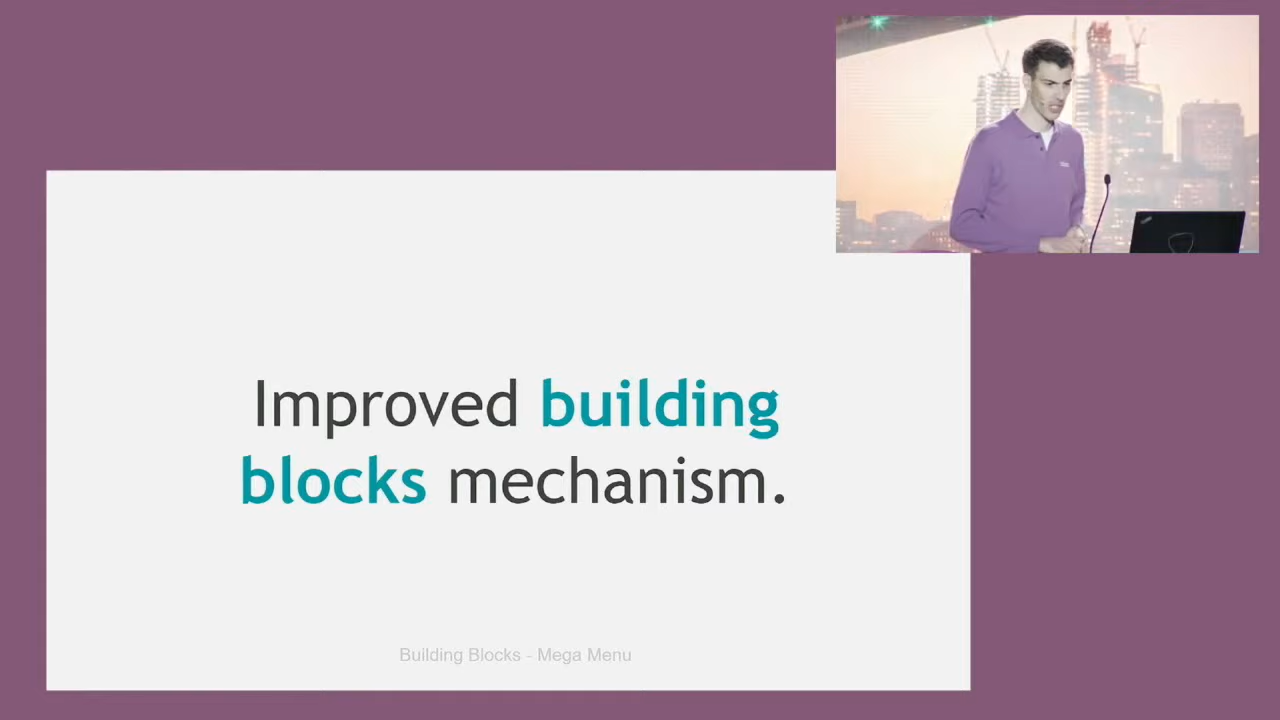 Improved building
blocks mechanism.
Building Blocks - Mega Menu